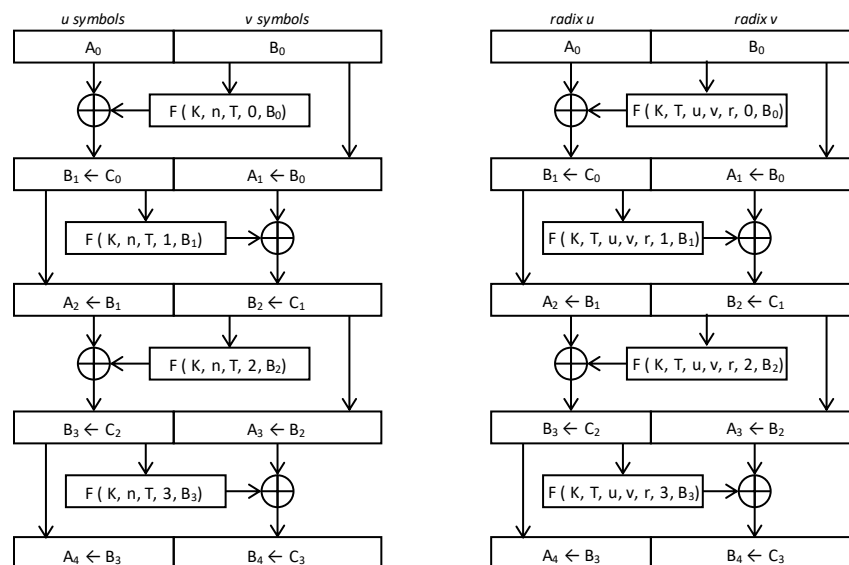 u symbols v symbols
A₀ B₀
F ( K, n, T, 0, B₀)
B₁ ← C₀ A₁ ← B₀
F ( K, n, T, 1, B₁)
A₂ ← B₁ B₂ ← C₁
F ( K, n, T, 2, B₂)
B₃ ← C₂ A₃ ← B₂
F ( K, n, T, 3, B₃)
A₄ ← B₃ B₄ ← C₃
radix u radix v
A₀ B₀
F ( K, T, u, v, r, 0, B₀)
B₁ ← C₀ A₁ ← B₀
F ( K, T, u, v, r, 1, B₁)
A₂ ← B₁ B₂ ← C₁
F ( K, T, u, v, r, 2, B₂)
B₃ ← C₂ A₃ ← B₂
F ( K, T, u, v, r, 3, B₃)
A₄ ← B₃ B₄ ← C₃